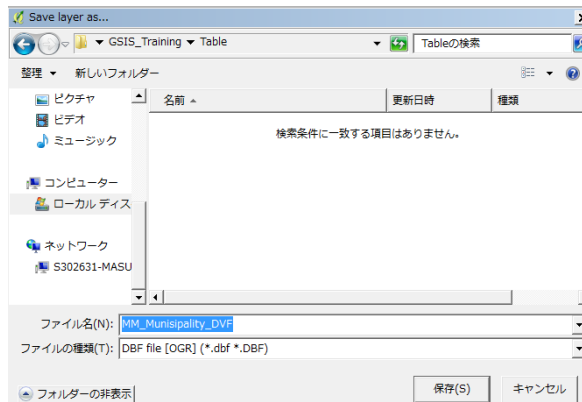 Save layer as...
GSIS_Training Table
Tableの検索
整理 新しいフォルダー
ピクチャ
ビデオ
ミュージック
コンピューター
ローカル ディス
ネットワーク
S302631-MASU
名前 更新日時 種類
検索条件に一致する項目はありません。
ファイル名(N): MM_Munisipality_DVF
ファイルの種類(T): DBF file [OGR] (*.dbf *.DBF)
フォルダーの非表示 保存(S) キャンセル